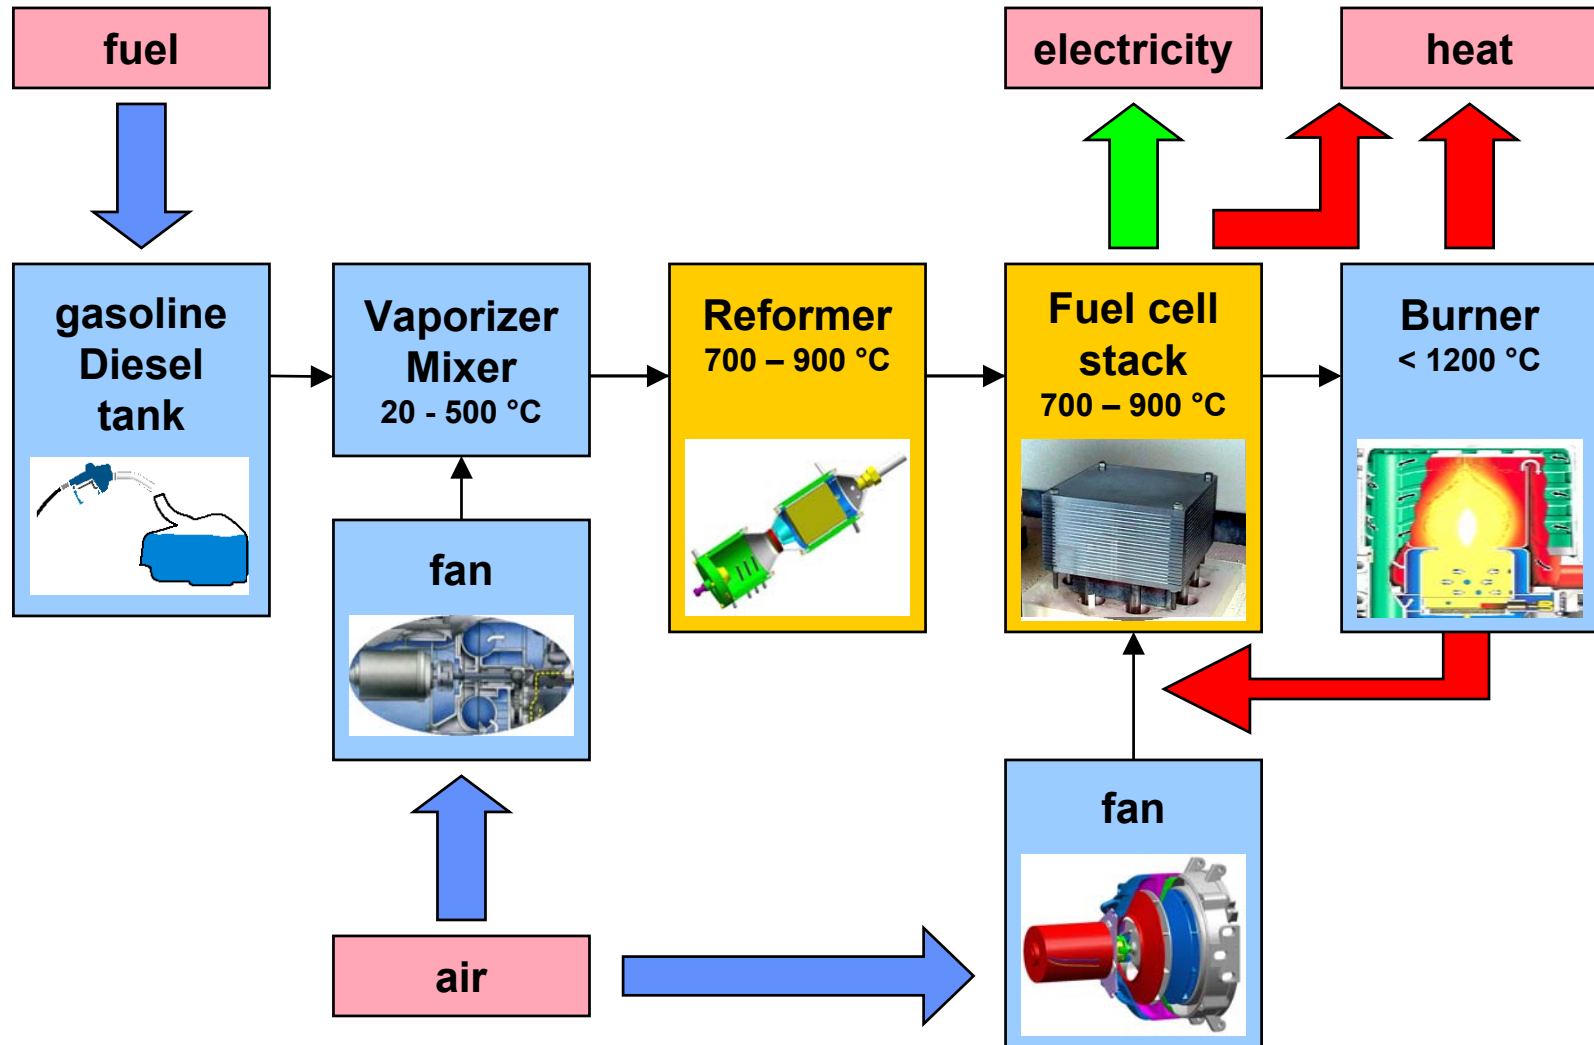 fuel
electricity
heat
gasoline
Diesel
tank
Vaporizer
Mixer
20 - 500 °C
Reformer
700 – 900 °C
Fuel cell
stack
700 – 900 °C
Burner
< 1200 °C
fan
fan
air